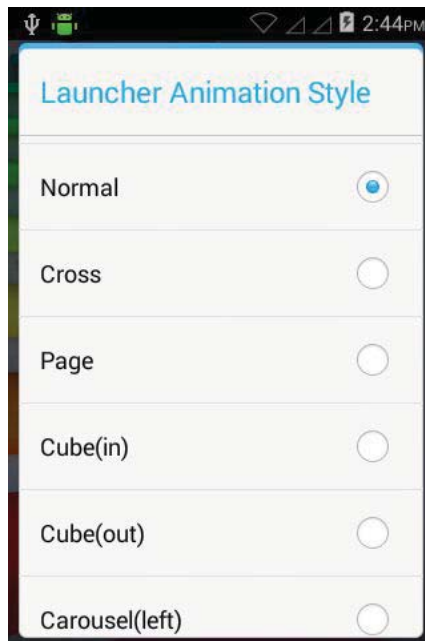 2:44PM
Launcher Animation Style
Normal
Cross
Page
Cube(in)
Cube(out)
Carousel(left)